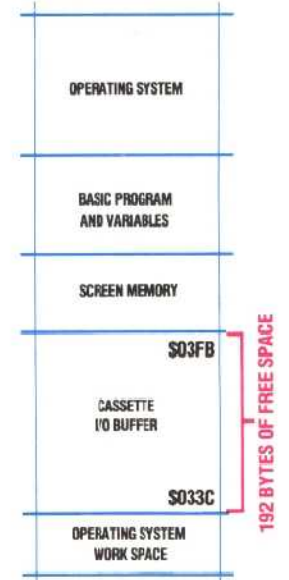 OPERATING SYSTEM
BASIC PROGRAM
AND VARIABLES
SCREEN MEMORY
$03FB
CASSETTE
I/O BUFFER
192 BYTES OF FREE SPACE
$033C
OPERATING SYSTEM
WORK SPACE